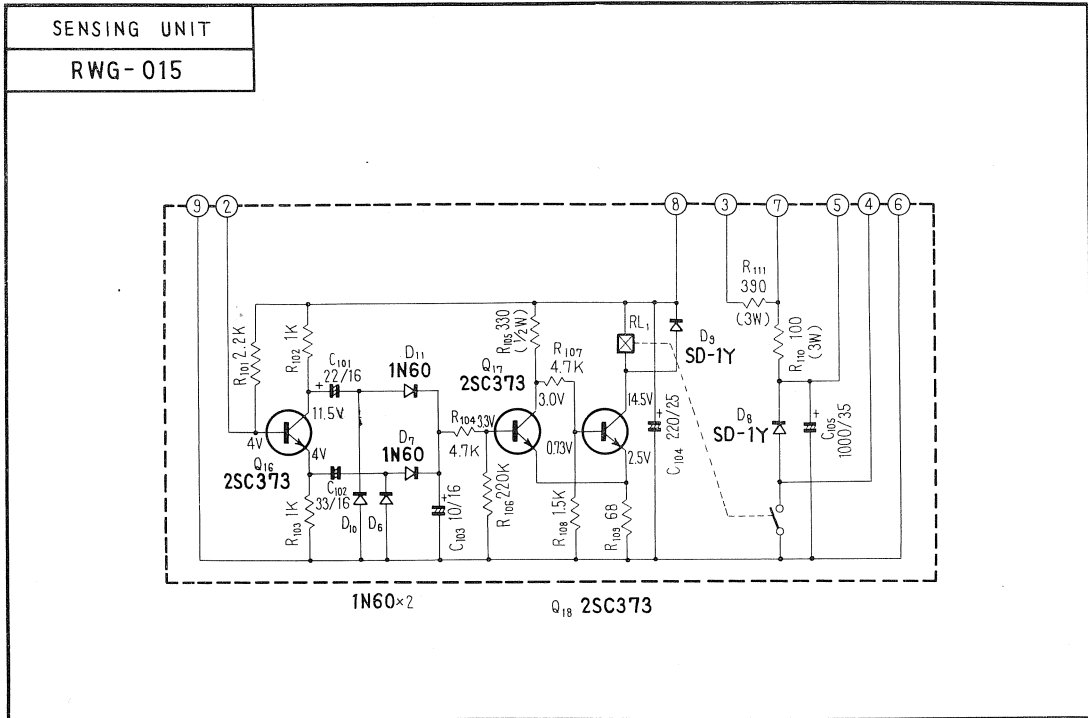 SENSING UNIT
RWG-015
9 2 8 3 7 5 4 6
R111
390
(3W)
R101 2.2K
R102 1K
C101
22/16
+
D11
1N60
R105 330
(½W)
Q17
2SC373
R107
4.7K
RL1
D9
SD-1Y
R110 100
(3W)
11.5V
4V
4V
Q16
2SC373
C102
33/16
R103 1K
D10
D6
D7
1N60
R104
4.7K
3.3V
3.0V
0.73V
14.5V
2.5V
+
C103 10/16
R106 220K
R108 1.5K
R109 68
+
C104 220/25
D8
SD-1Y
+
C105
1000/35
1N60×2
Q18 2SC373